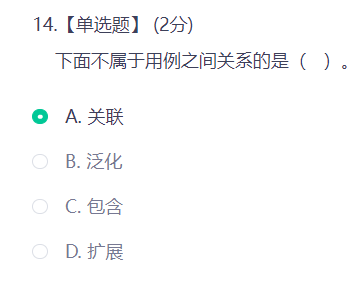 14.【单选题】 (2分)
下面不属于用例之间关系的是（ ）。
A. 关联
B. 泛化
C. 包含
D. 扩展